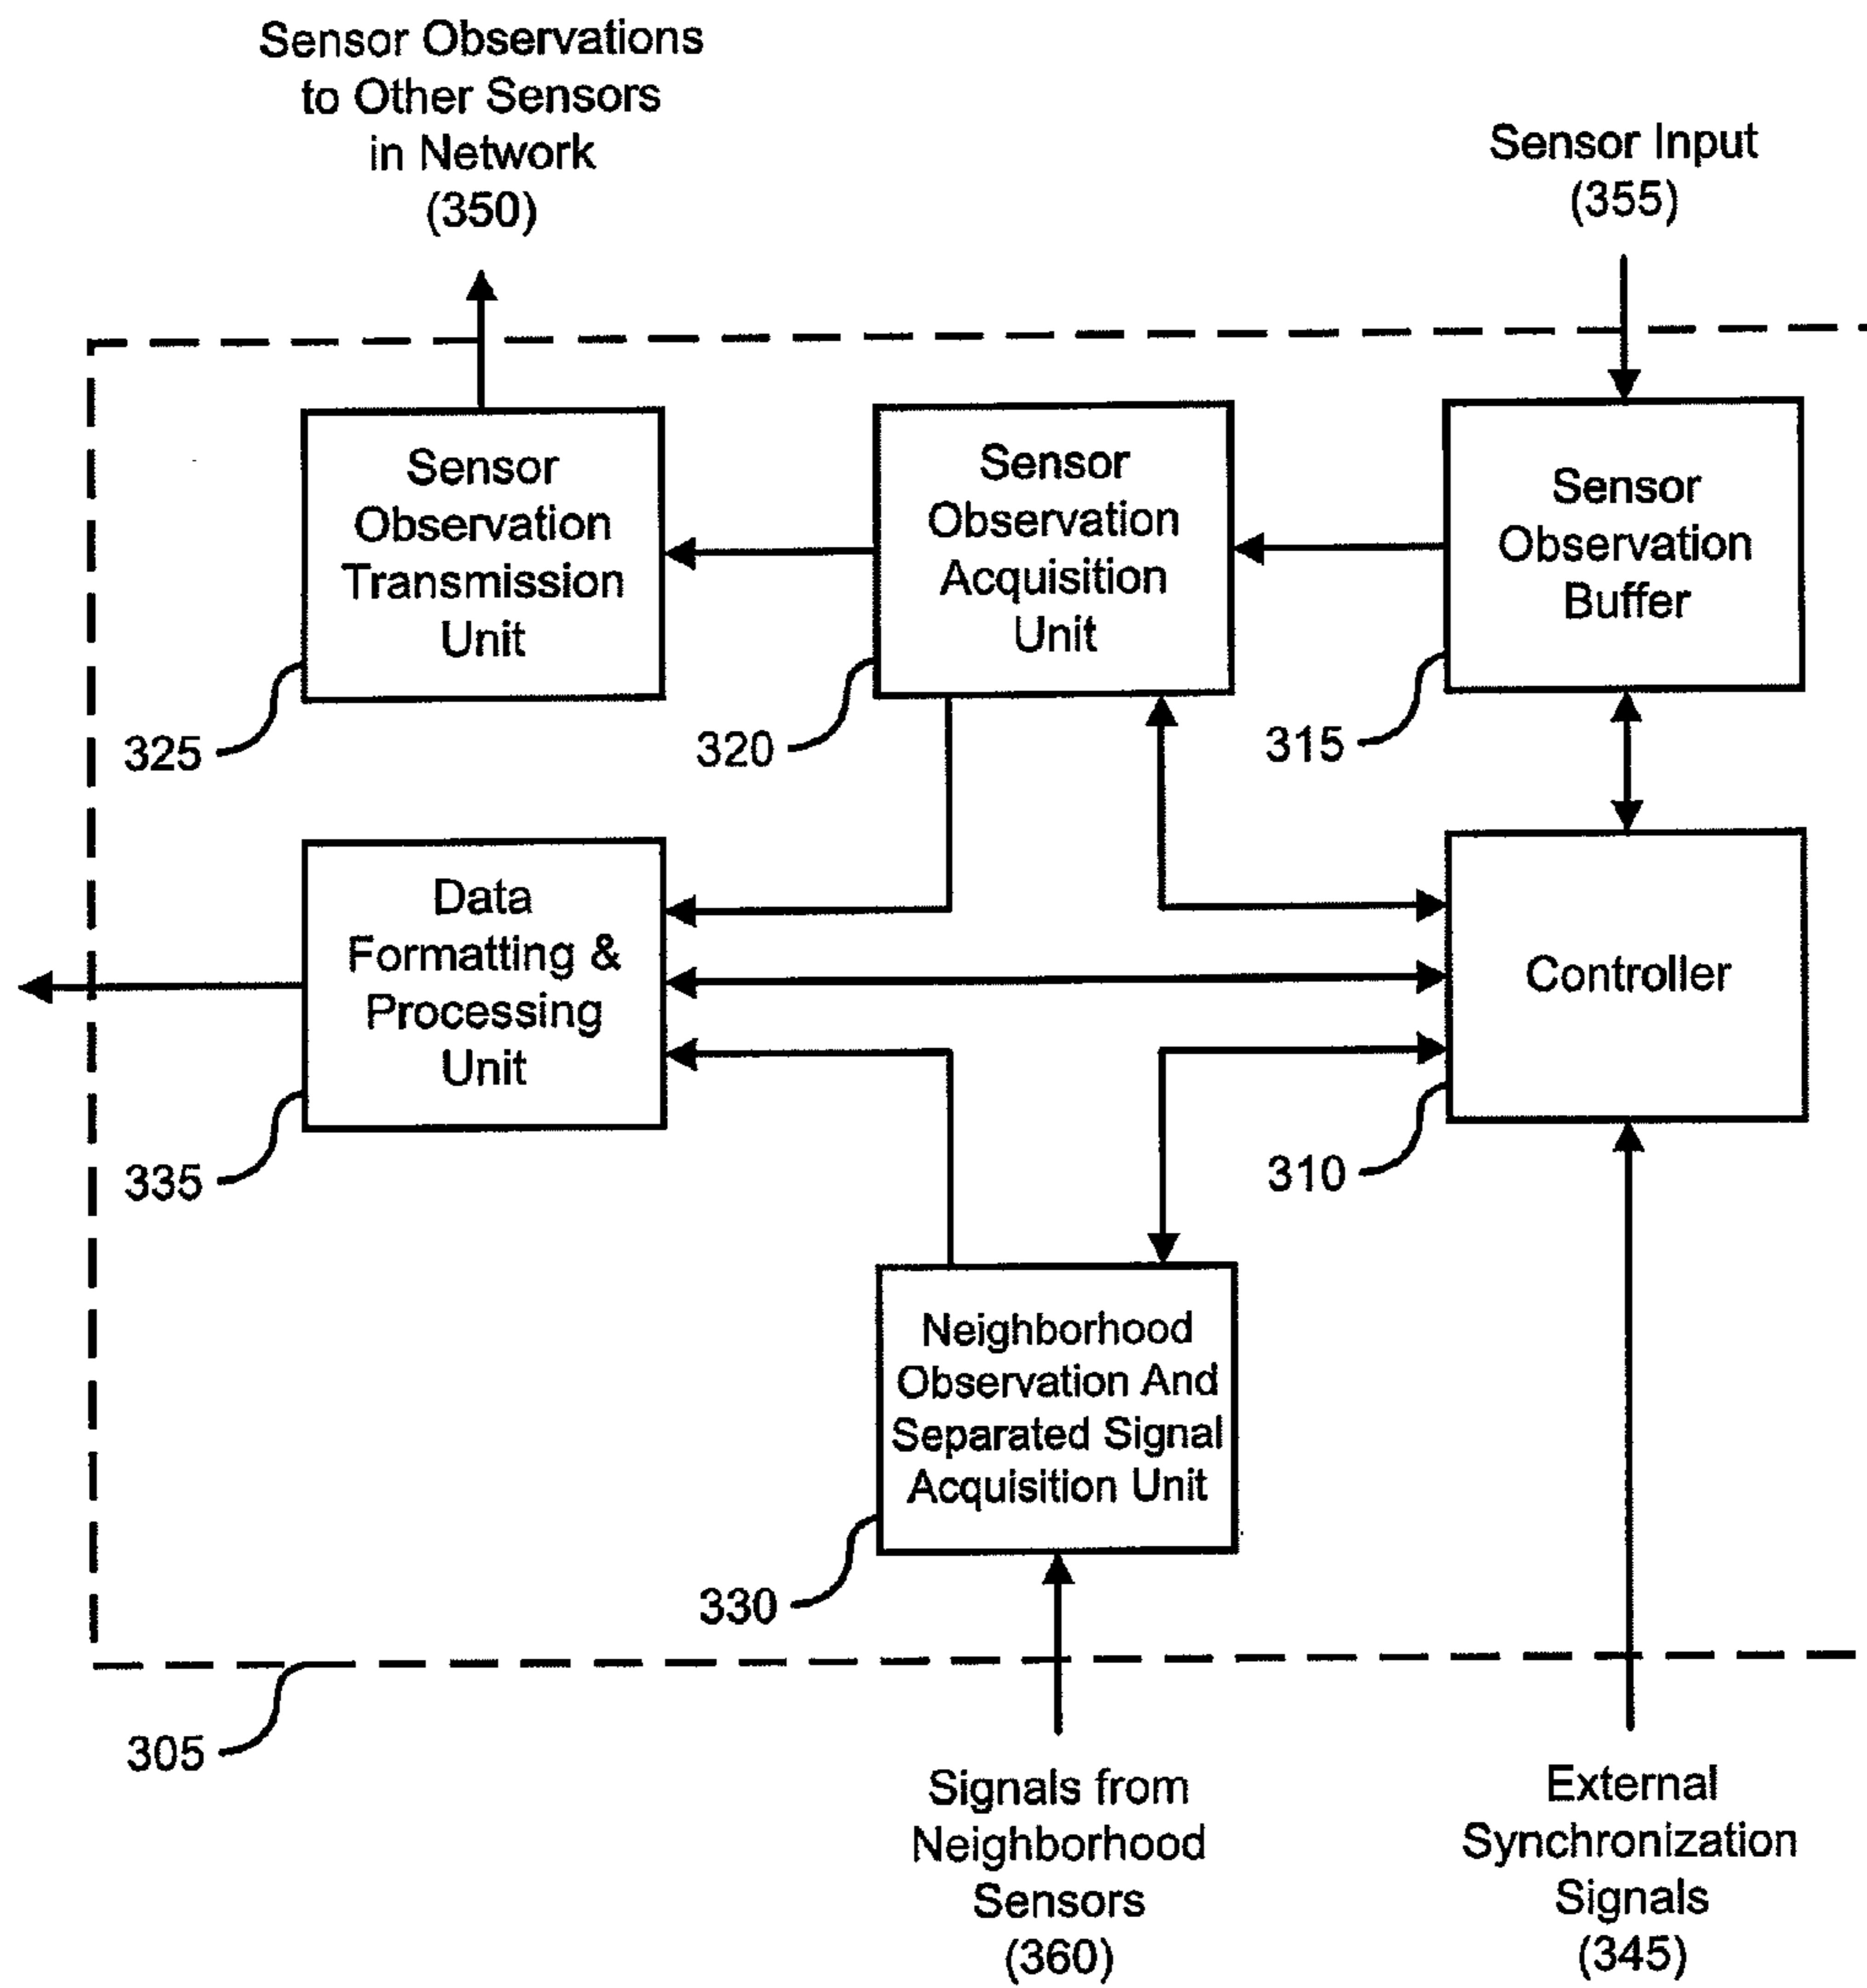 Sensor Observations
to Other Sensors
in Network
(350)
Sensor Input
(355)
Sensor
Observation
Transmission
Unit
Sensor
Observation
Acquisition
Unit
Sensor
Observation
Buffer
325
320
315
Data
Formatting &
Processing
Unit
Controller
335
310
Neighborhood
Observation And
Separated Signal
Acquisition Unit
330
305
Signals from
Neighborhood
Sensors
(360)
External
Synchronization
Signals
(345)